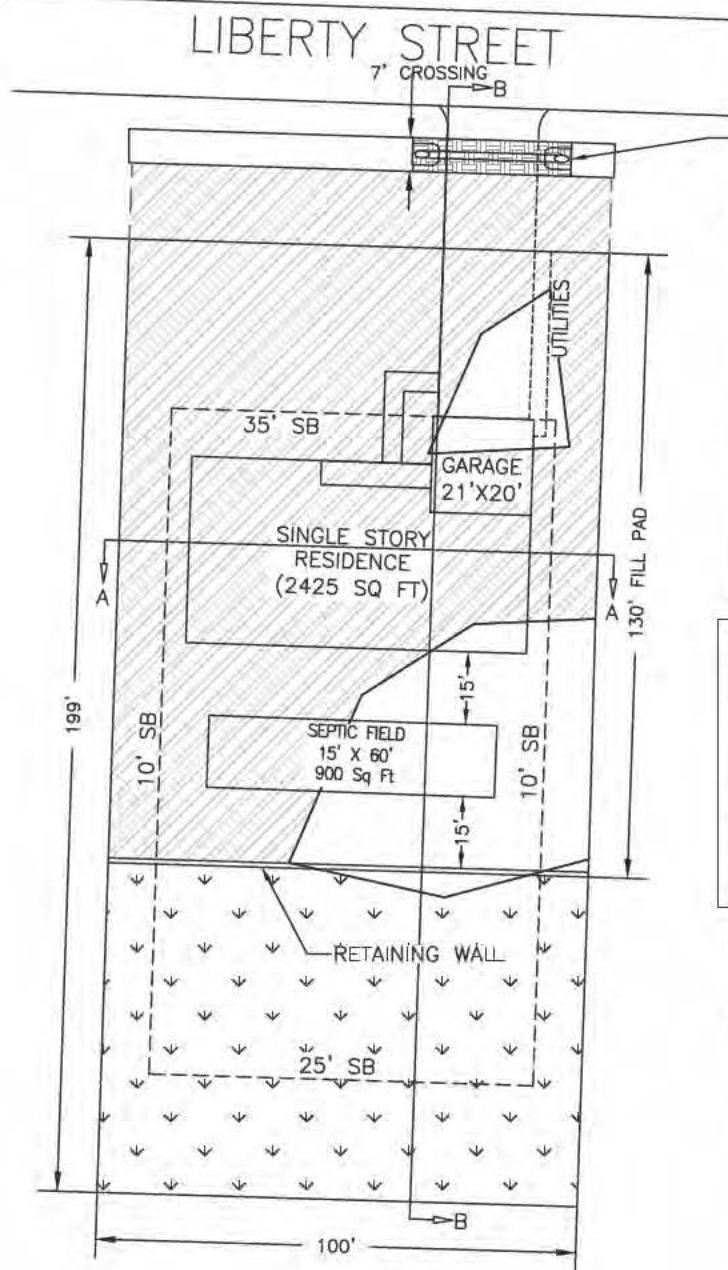 LIBERTY STREET
7' CROSSING
B
UTILITIES
35' SB
GARAGE
21'X20'
SINGLE STORY
RESIDENCE
(2425 SQ FT)
A
A
130' FILL PAD
199'
15'
10' SB
SEPTIC FIELD
15' X 60'
900 Sq Ft
10' SB
15'
RETAINING WALL
25' SB
B
100'